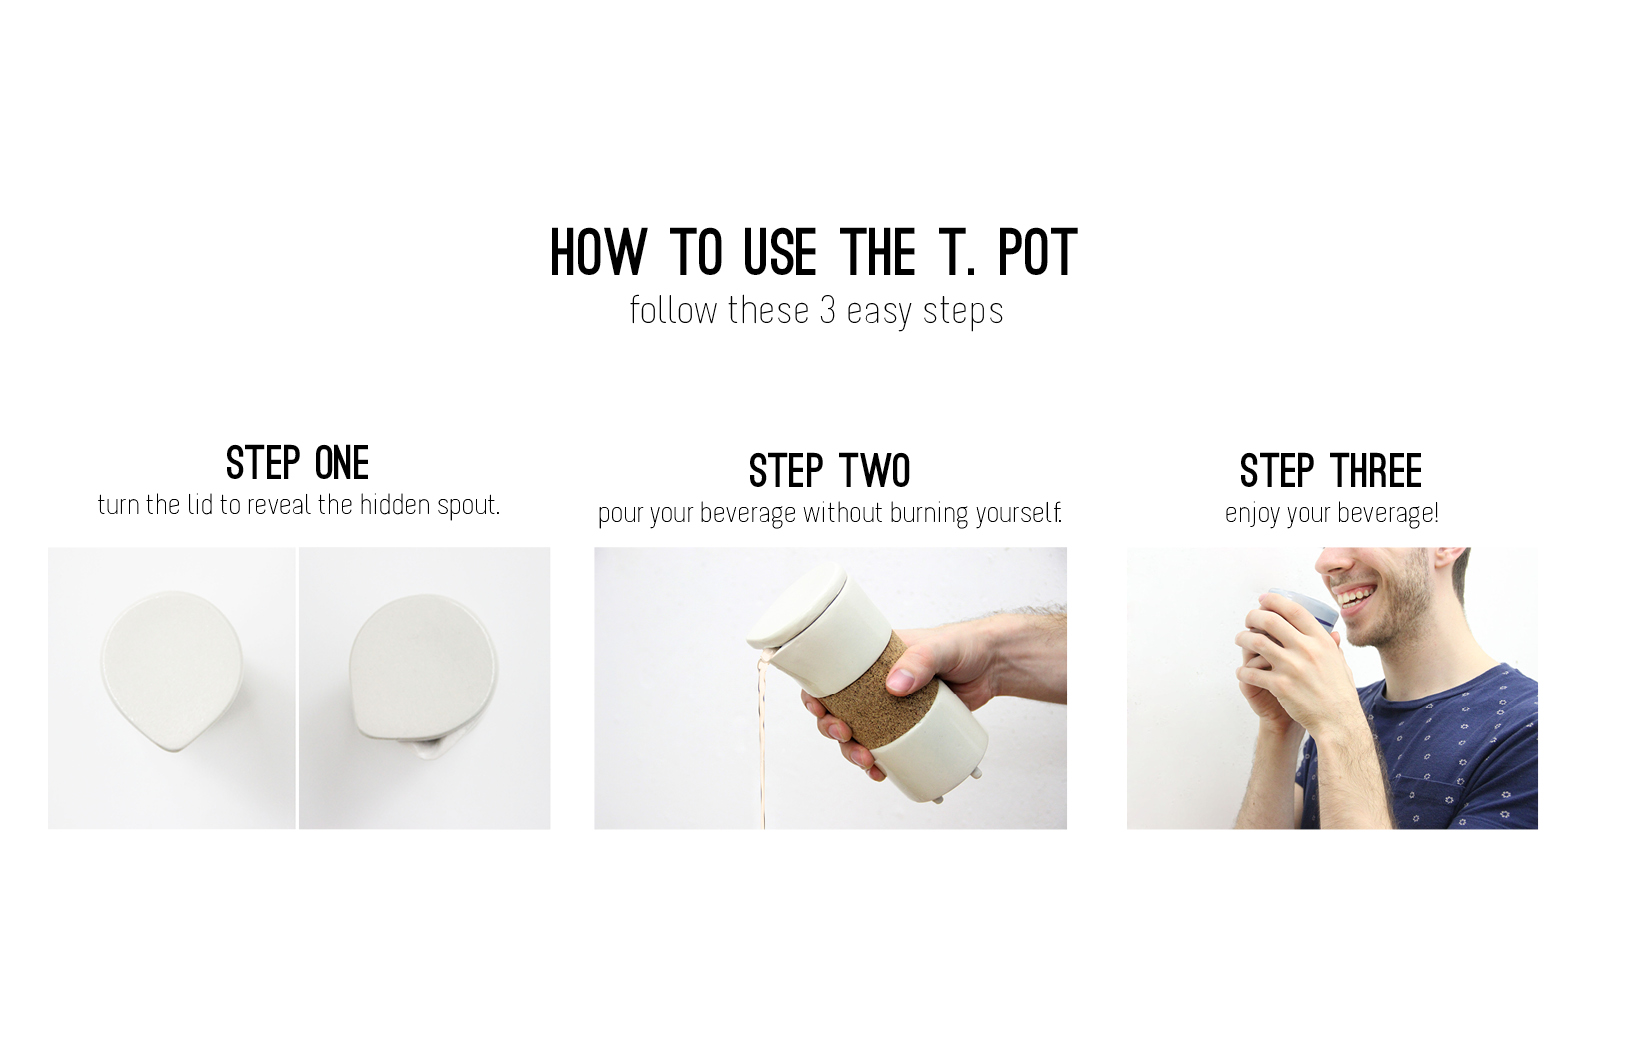 HOW TO USE THE T. POT
follow these 3 easy steps
STEP ONE
turn the lid to reveal the hidden spout.
STEP TWO
pour your beverage without burning yourself.
STEP THREE
enjoy your beverage!